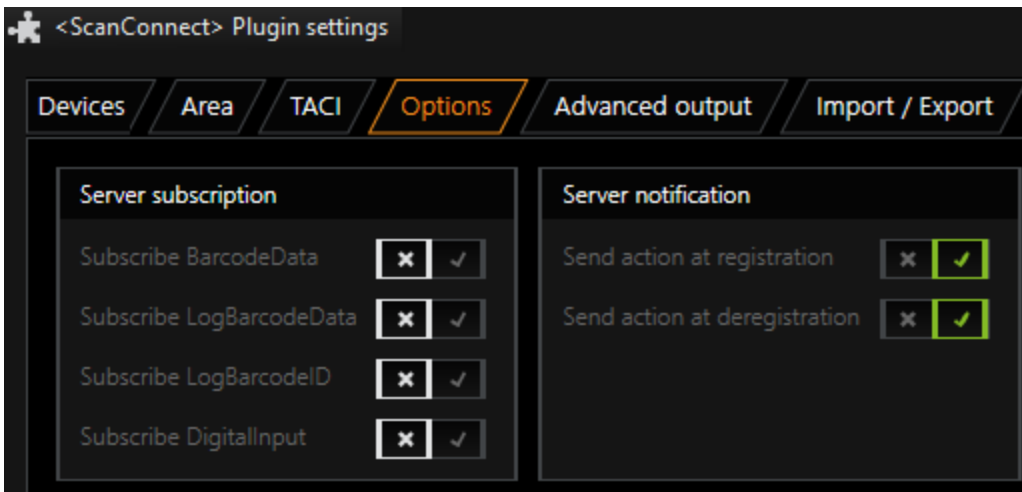 <ScanConnect> Plugin settings
Devices Area TACI Options Advanced output Import / Export
Server subscription
Subscribe BarcodeData
Subscribe LogBarcodeData
Subscribe LogBarcodeID
Subscribe DigitalInput
Server notification
Send action at registration
Send action at deregistration